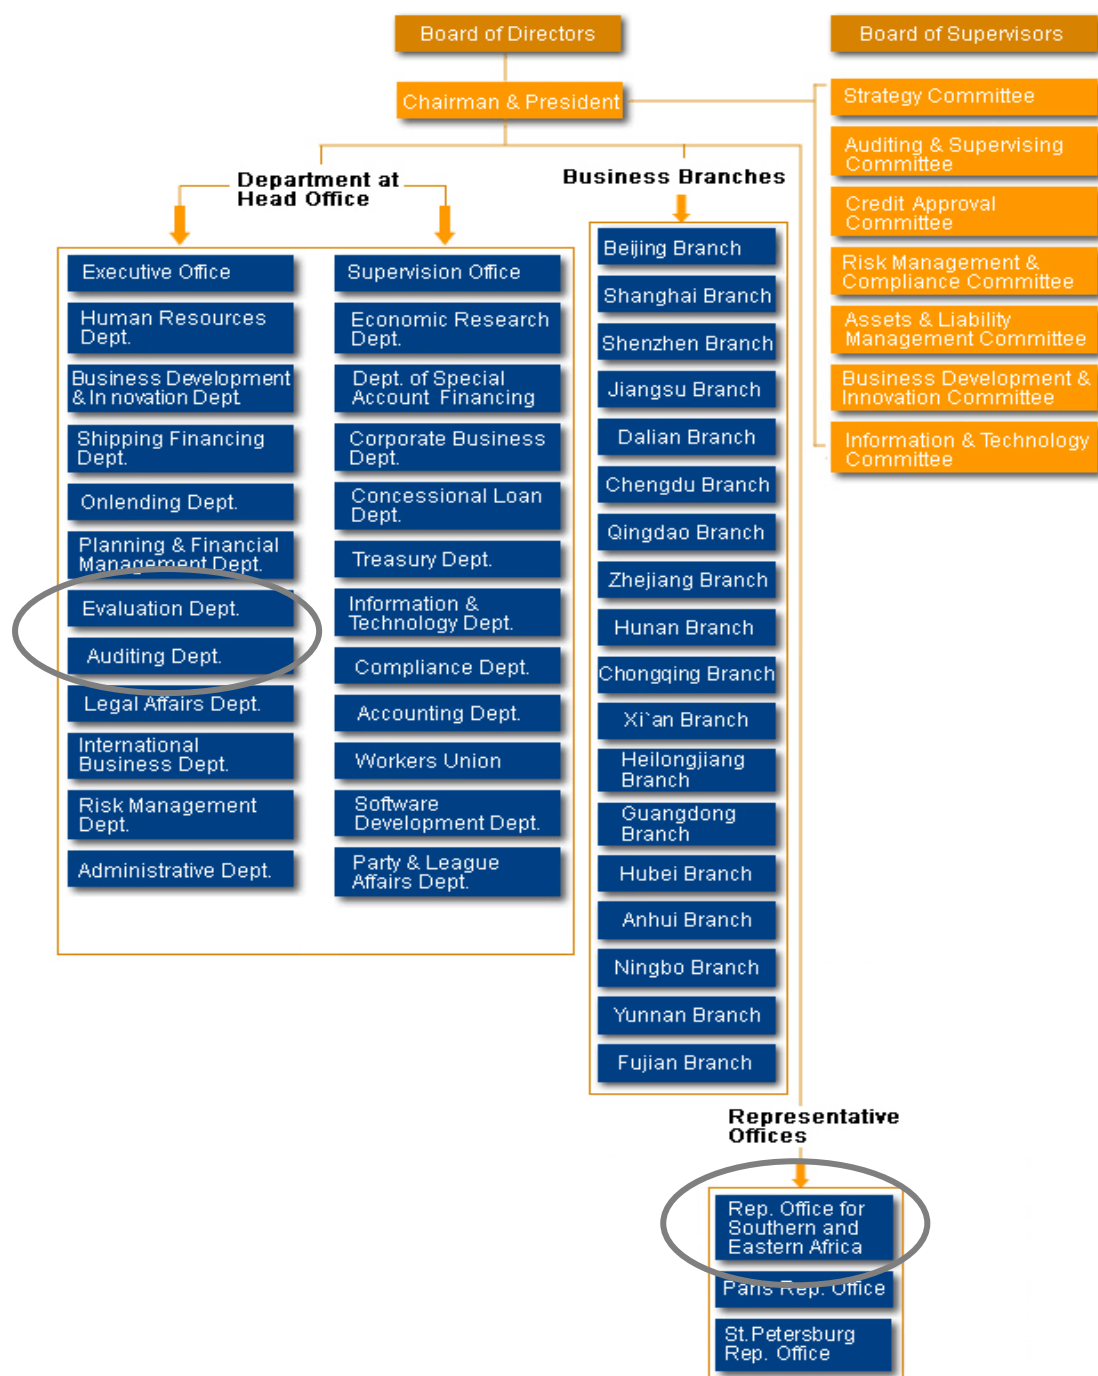 Board of Directors
Board of Supervisors
Chairman & President
Strategy Committee
Auditing & Supervising
Committee
Credit Approval
Committee
Risk Management &
Compliance Committee
Assets & Liability
Management Committee
Business Development &
Innovation Committee
Information & Technology
Committee
Department at
Head Office
Executive Office
Human Resources
Dept.
Business Development
& In novation Dept
Shipping Financing
Dept.
Onlending Dept.
Planning & Financial
Management Dept.
Evaluation Dept.
Auditing Dept.
Legal Affairs Dept.
International
Business Dept.
Risk Management
Dept.
Administrative Dept.
Supervision Office
Economic Research
Dept.
Dept. of Special
Account Financing
Corporate Business
Dept.
Concessional Loan
Dept.
Treasury Dept.
Information &
Technology Dept.
Compliance Dept.
Accounting Dept.
Workers Union
Software
Development Dept.
Party & League
Affairs Dept.
Business Branches
Beijing Branch
Shanghai Branch
Shenzhen Branch
Jiangsu Branch
Dalian Branch
Chengdu Branch
Qingdao Branch
Zhejiang Branch
Hunan Branch
Chongqing Branch
Xi`an Branch
Heilongjiang
Branch
Guangdong
Branch
Hubei Branch
Anhui Branch
Ningbo Branch
Yunnan Branch
Fujian Branch
Representative
Offices
Rep. Office for
Southern and
Eastern Africa
Paris Rep. Office
St.Petersburg
Rep. Office